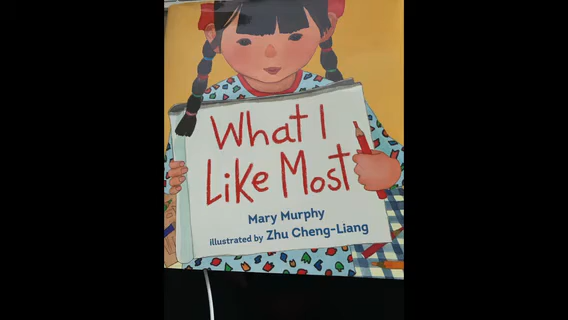 What I
Like Most
Mary Murphy
illustrated by Zhu Cheng-Liang